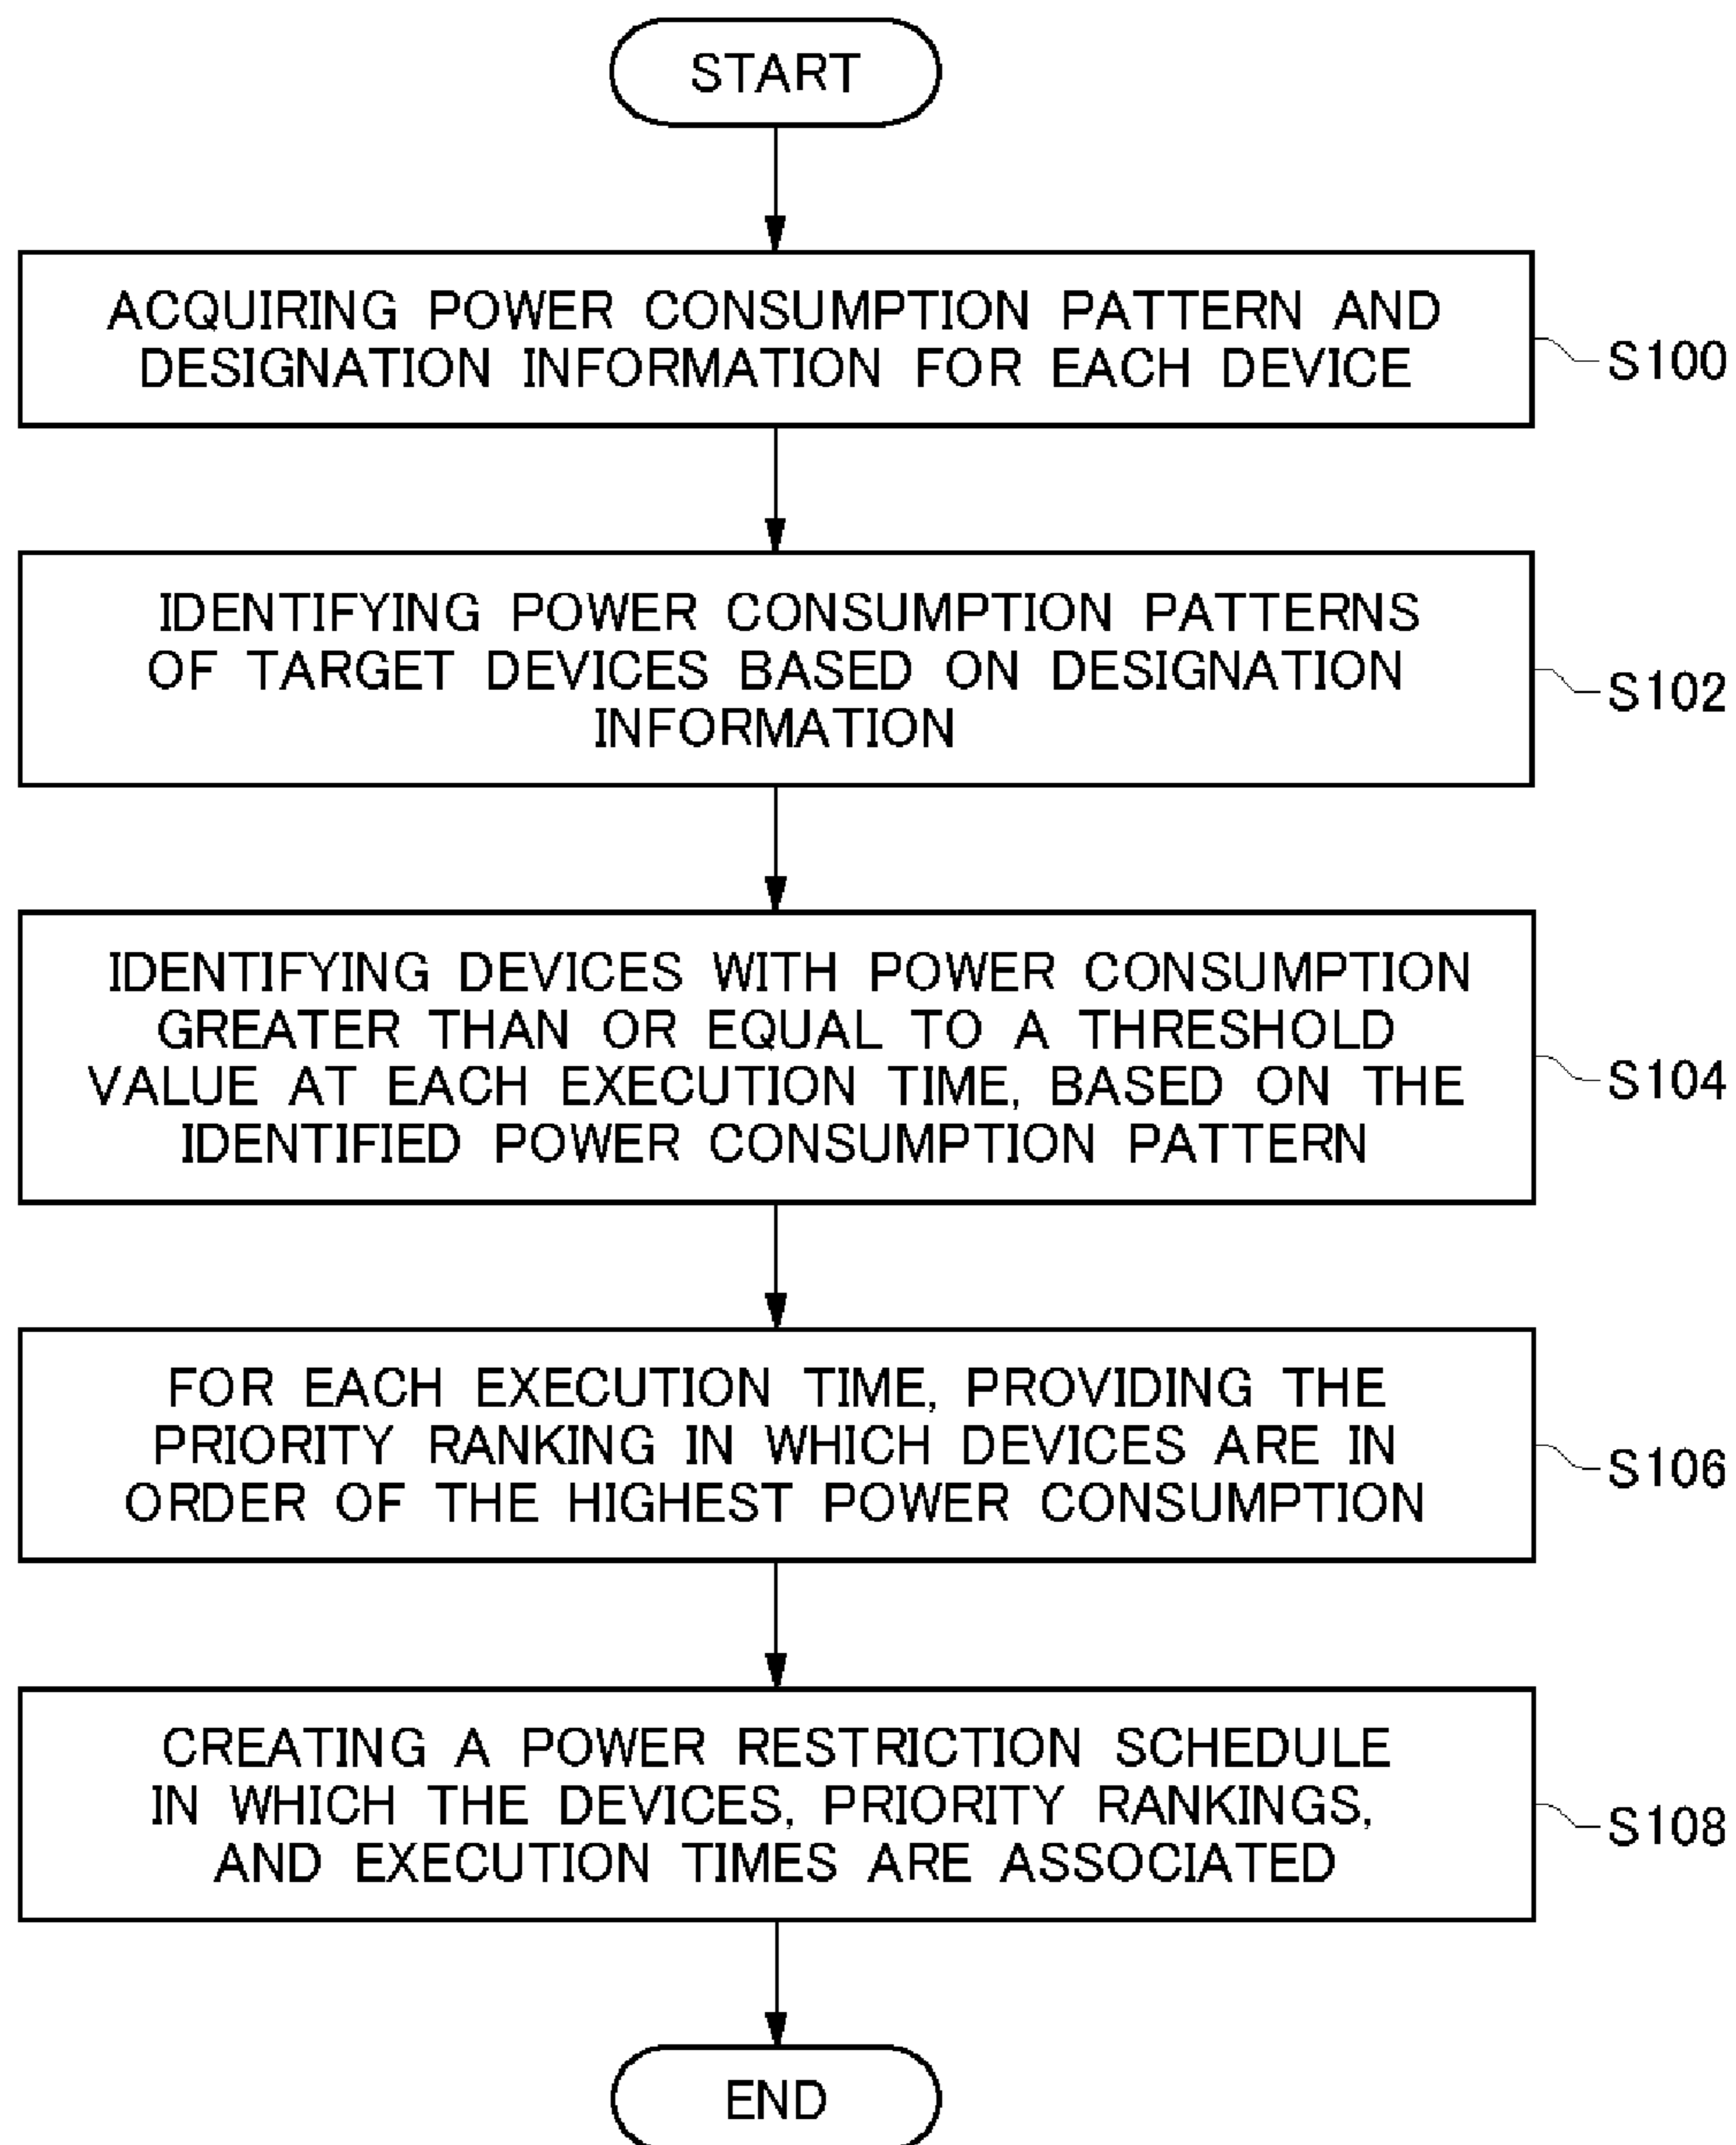 START
ACQUIRING POWER CONSUMPTION PATTERN AND
DESIGNATION INFORMATION FOR EACH DEVICE
S100
IDENTIFYING POWER CONSUMPTION PATTERNS
OF TARGET DEVICES BASED ON DESIGNATION
INFORMATION
S102
IDENTIFYING DEVICES WITH POWER CONSUMPTION
GREATER THAN OR EQUAL TO A THRESHOLD
VALUE AT EACH EXECUTION TIME, BASED ON THE
IDENTIFIED POWER CONSUMPTION PATTERN
S104
FOR EACH EXECUTION TIME, PROVIDING THE
PRIORITY RANKING IN WHICH DEVICES ARE IN
ORDER OF THE HIGHEST POWER CONSUMPTION
S106
CREATING A POWER RESTRICTION SCHEDULE
IN WHICH THE DEVICES, PRIORITY RANKINGS,
AND EXECUTION TIMES ARE ASSOCIATED
S108
END